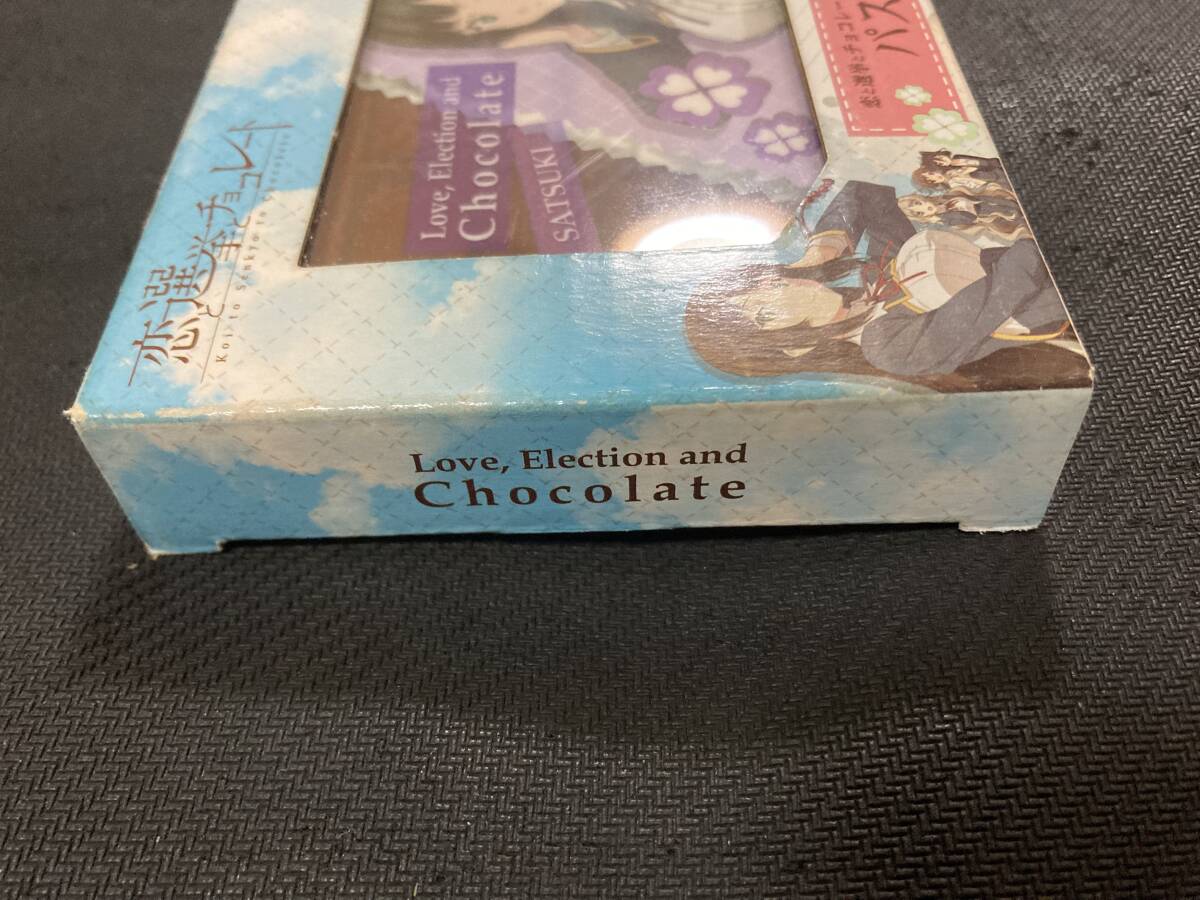 恋と選挙とチョコレート
Koi to Senkyo to Chocolate
Love, Election and
Chocolate
SATSUKI
恋と選挙とチョコレー
パス
Love, Election and
Chocolate